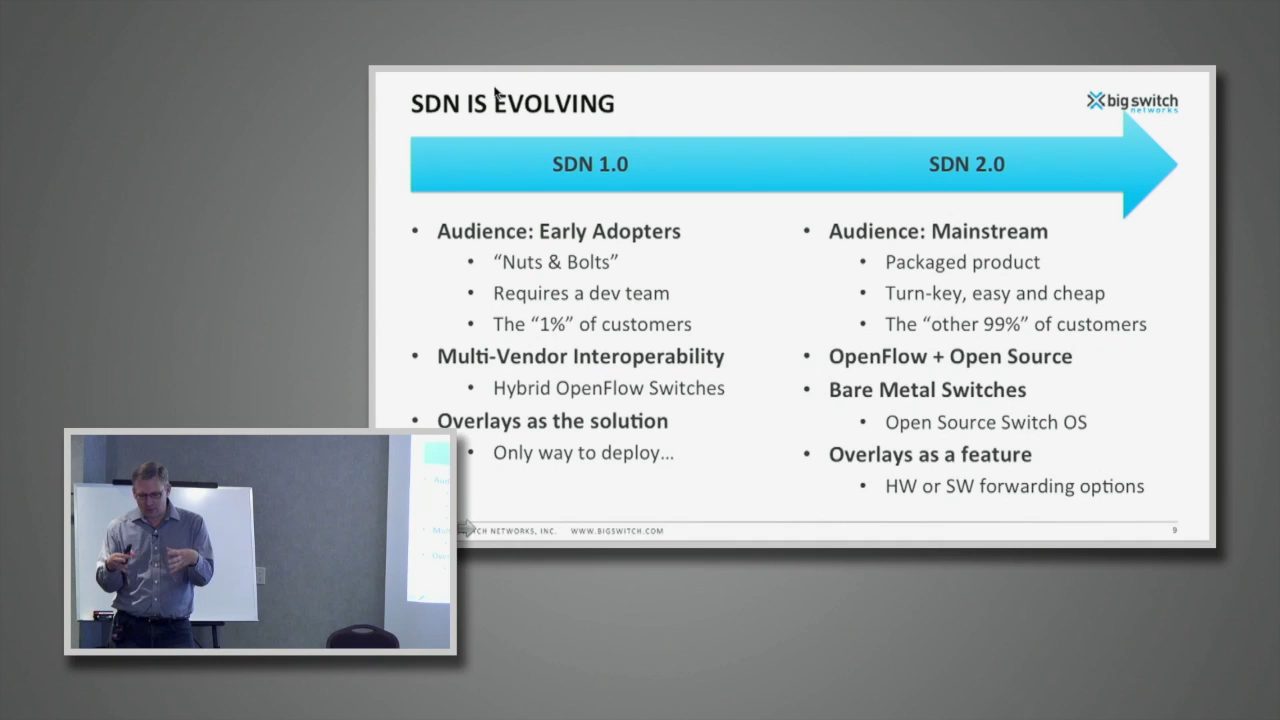 SDN IS EVOLVING
big switch
networks
SDN 1.0
SDN 2.0
• Audience: Early Adopters
• “Nuts & Bolts”
• Requires a dev team
• The “1%” of customers
• Multi-Vendor Interoperability
• Hybrid OpenFlow Switches
• Overlays as the solution
• Only way to deploy…
• Audience: Mainstream
• Packaged product
• Turn-key, easy and cheap
• The “other 99%” of customers
• OpenFlow + Open Source
• Bare Metal Switches
• Open Source Switch OS
• Overlays as a feature
• HW or SW forwarding options
NETWORKS, INC. WWW.BIGSWITCH.COM
9